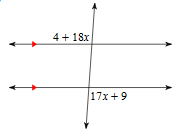 4 + 18x
17x + 9